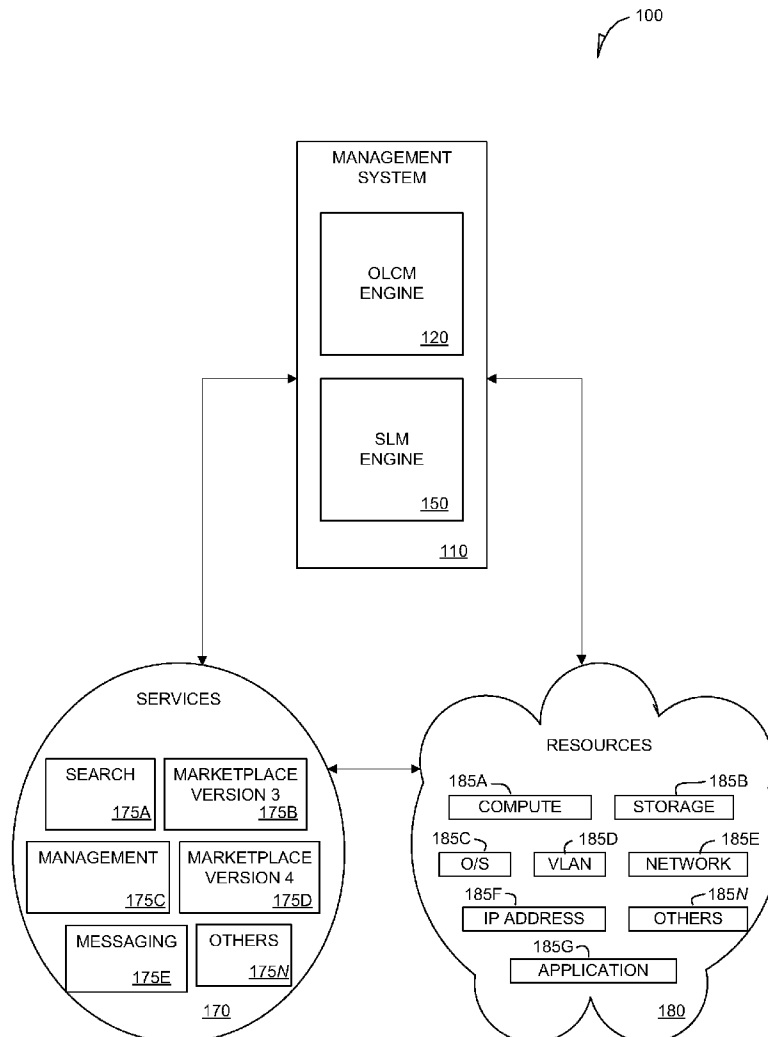 100
MANAGEMENT
SYSTEM
OLCM
ENGINE
120
SLM
ENGINE
150
110
SERVICES
SEARCH
175A
MARKETPLACE
VERSION 3
175B
MANAGEMENT
175C
MARKETPLACE
VERSION 4
175D
MESSAGING
175E
OTHERS
175N
170
RESOURCES
185A
COMPUTE
185B
STORAGE
185C
O/S
185D
VLAN
185E
NETWORK
185F
IP ADDRESS
185N
OTHERS
185G
APPLICATION
180